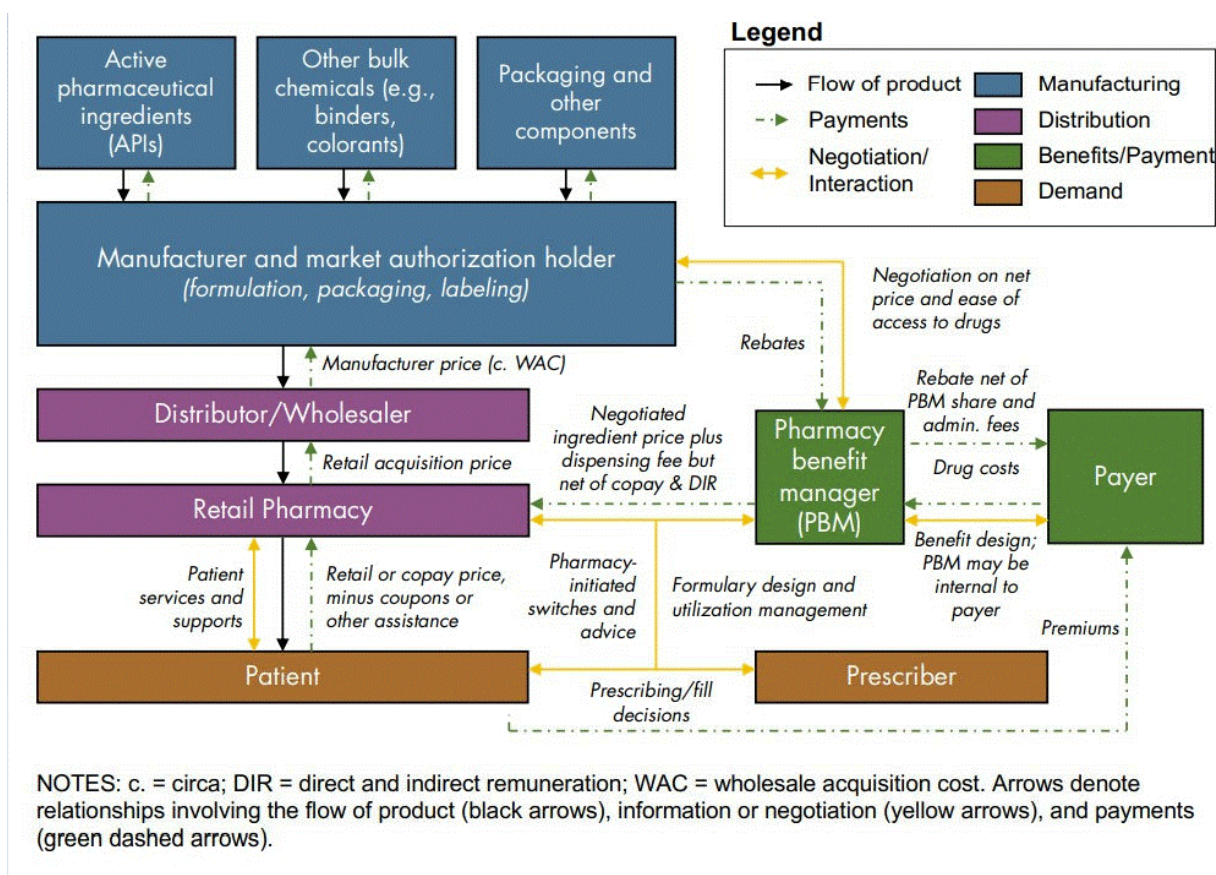 Legend
Flow of product
Payments
Negotiation/
Interaction
Manufacturing
Distribution
Benefits/Payment
Demand
Active
pharmaceutical
ingredients
(APIs)
Other bulk
chemicals (e.g.,
binders,
colorants)
Packaging and
other
components
Manufacturer and market authorization holder
(formulation, packaging, labeling)
Negotiation on net
price and ease of
access to drugs
Rebates
Manufacturer price (c. WAC)
Distributor/Wholesaler
Retail acquisition price
Retail Pharmacy
Negotiated
ingredient price plus
dispensing fee but
net of copay & DIR
Pharmacy
benefit
manager
(PBM)
Rebate net of
PBM share and
admin. fees
Drug costs
Payer
Benefit design;
PBM may be
internal to
payer
Patient
services and
supports
Retail or copay price,
minus coupons or
other assistance
Pharmacy-
initiated
switches and
advice
Formulary design and
utilization management
Premiums
Patient
Prescribing/fill
decisions
Prescriber
NOTES: c. = circa; DIR = direct and indirect remuneration; WAC = wholesale acquisition cost. Arrows denote
relationships involving the flow of product (black arrows), information or negotiation (yellow arrows), and payments
(green dashed arrows).